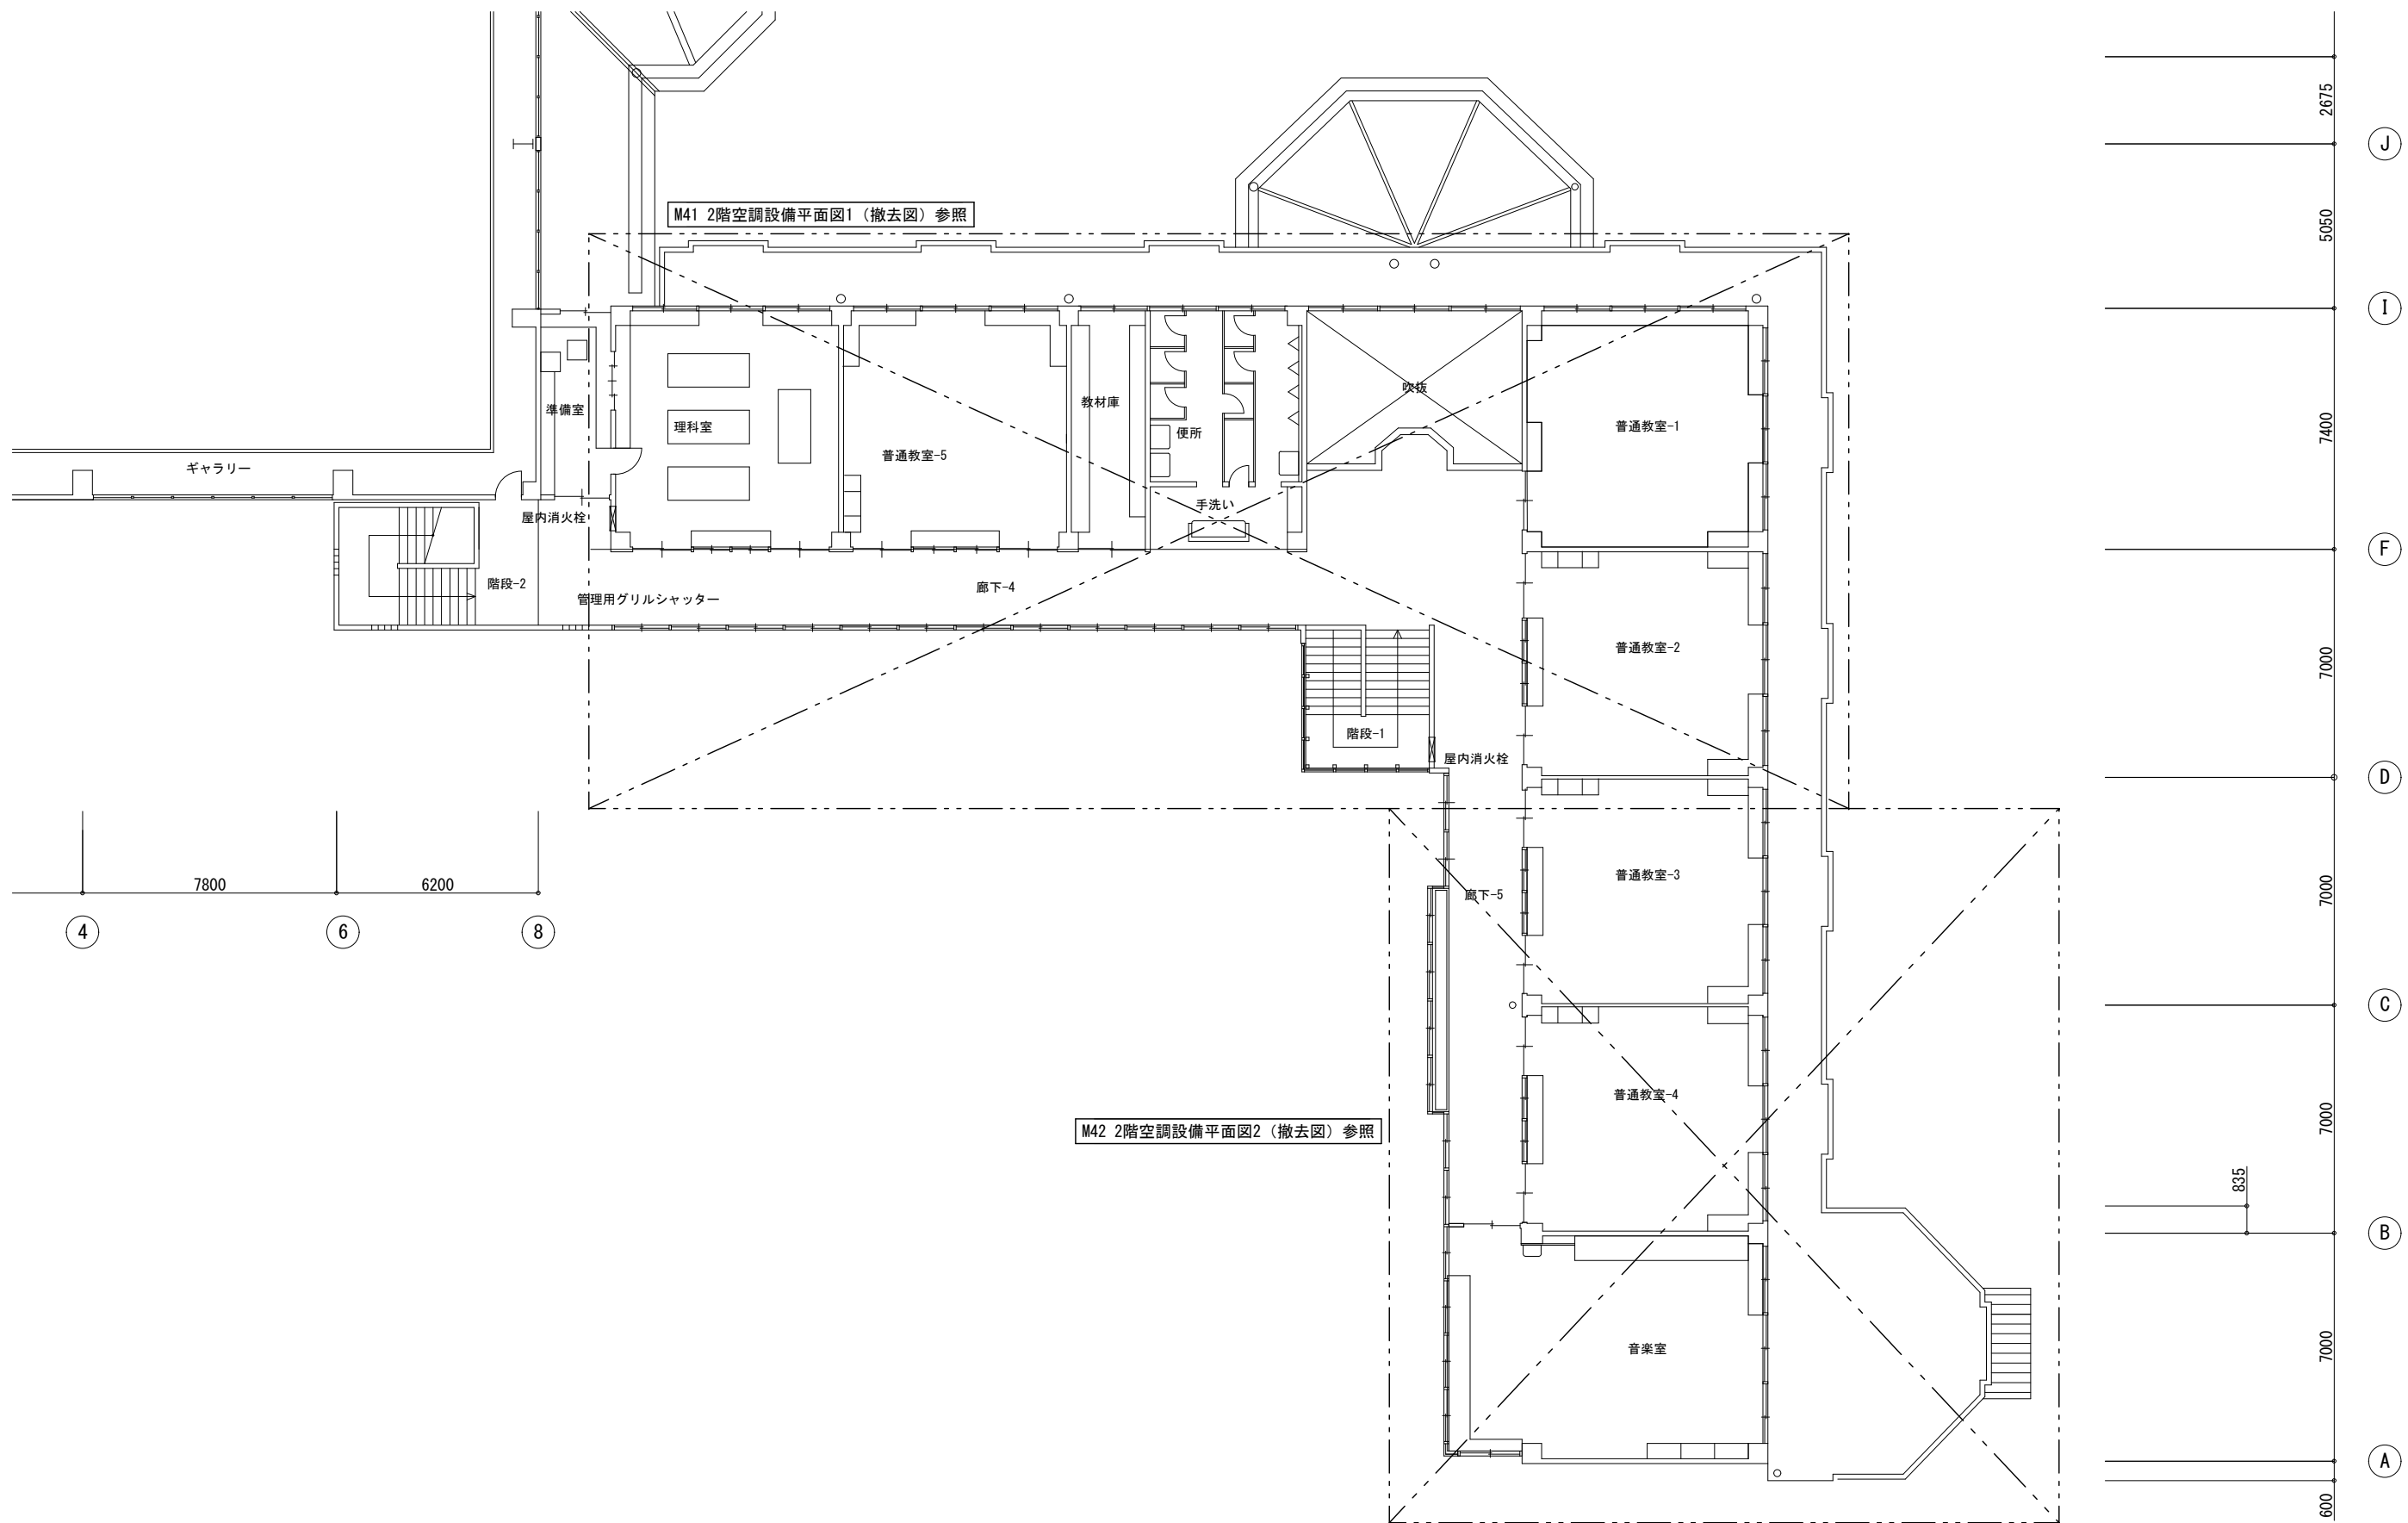 2675
J
M41 2階空調設備平面図1（撤去図）参照
5050
I
準備室
理科室
普通教室-5
教材庫
便所
吹抜
普通教室-1
7400
ギャラリー
屋内消火栓
手洗い
F
階段-2
管理用グリルシャッター
廊下-4
普通教室-2
7000
階段-1
屋内消火栓
D
7800
6200
廊下-5
普通教室-3
7000
4
6
8
C
普通教室-4
7000
M42 2階空調設備平面図2（撤去図）参照
835
B
音楽室
7000
A
600